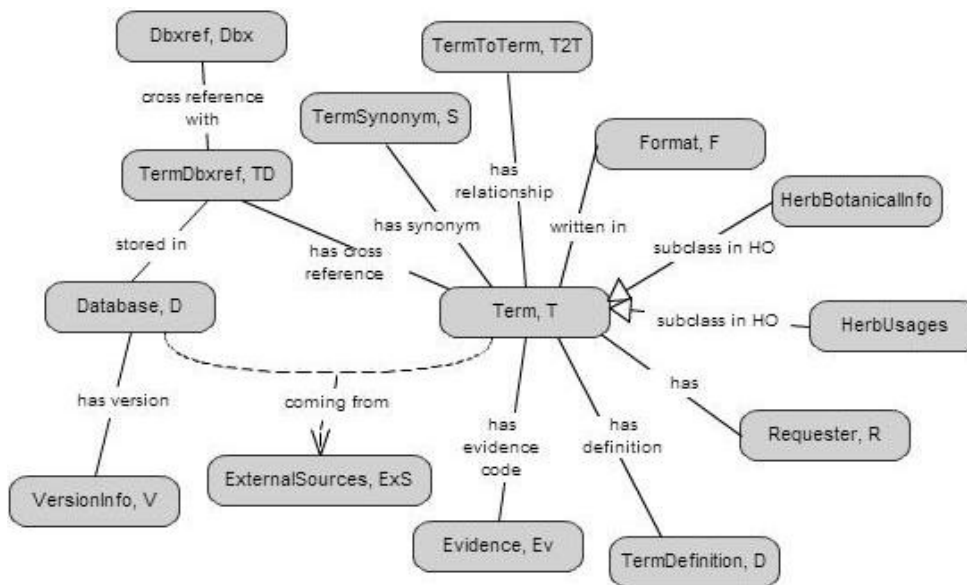 Dbxref, Dbx
TermToTerm, T2T
cross reference
with
TermSynonym, S
Format, F
TermDbxref, TD
has
relationship
HerbBotanicalInfo
has synonym
written in
stored in
has cross
reference
subclass in HO
Database, D
Term, T
subclass in HO
HerbUsages
has version
coming from
has
evidence
code
has
definition
has
Requester, R
VersionInfo, V
ExternalSources, ExS
Evidence, Ev
TermDefinition, D